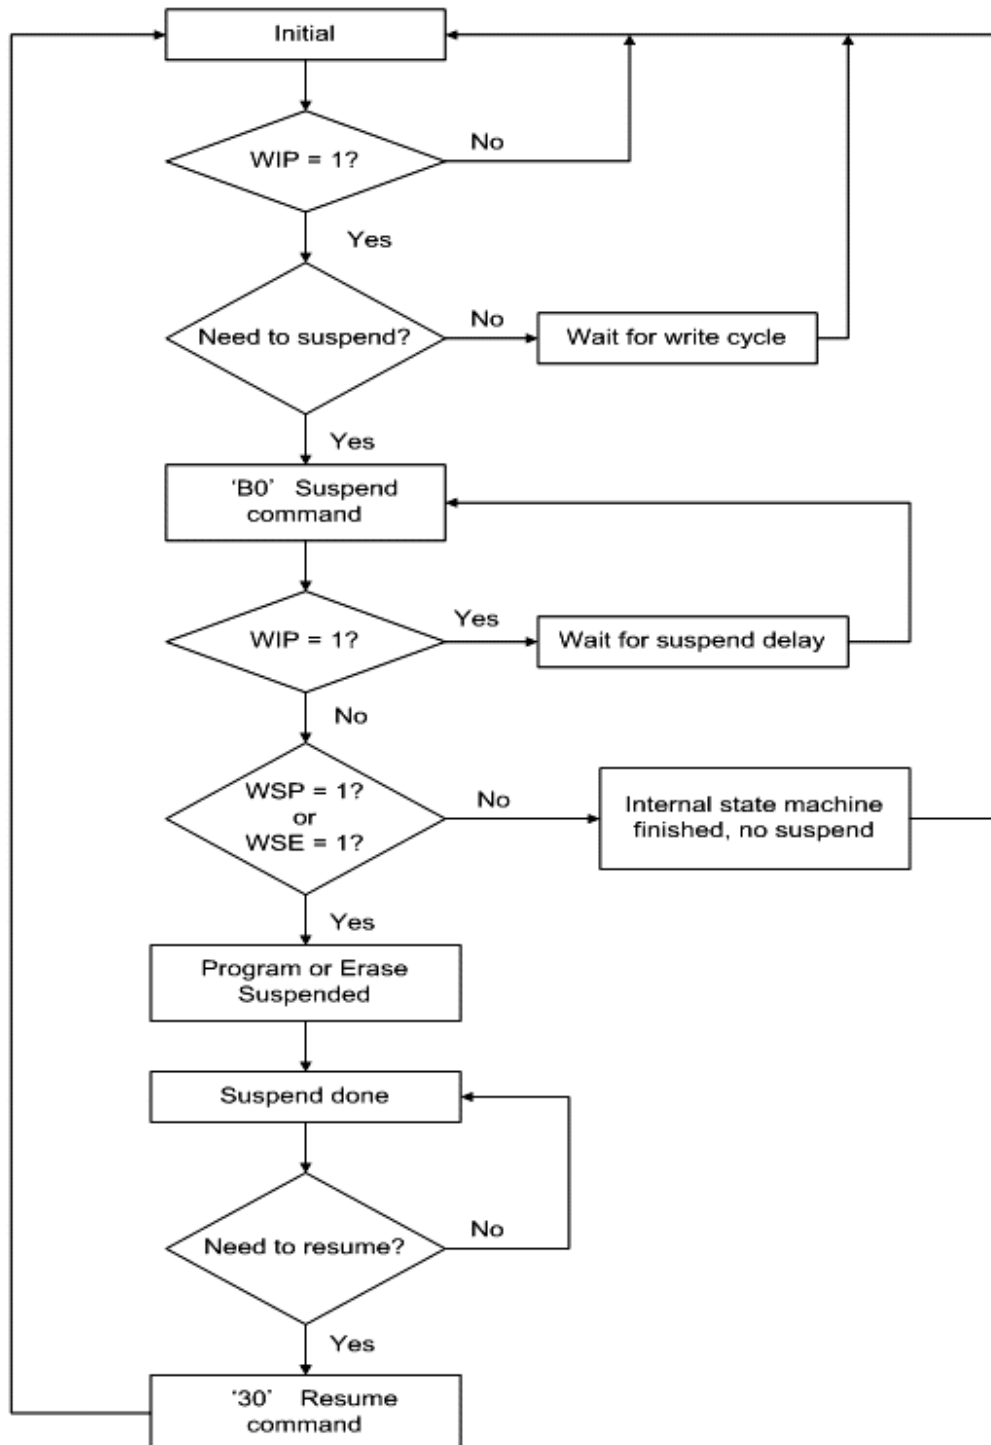 Initial
WIP = 1?
No
Yes
Need to suspend?
No
Wait for write cycle
Yes
‘B0’ Suspend
command
WIP = 1?
Yes
Wait for suspend delay
No
WSP = 1?
or
WSE = 1?
No
Internal state machine
finished, no suspend
Yes
Program or Erase
Suspended
Suspend done
Need to resume?
No
Yes
‘30’ Resume
command